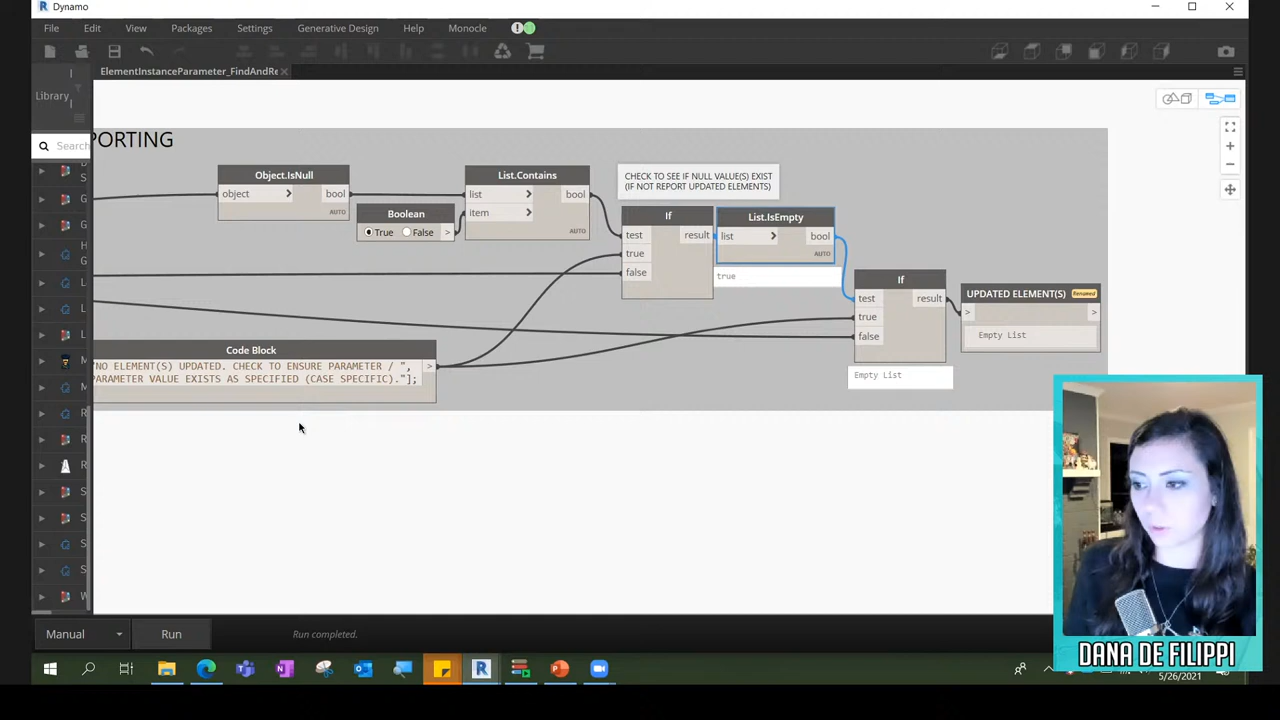 Dynamo
File Edit View Packages Settings Generative Design Help Monocle
ElementInstanceParameter_FindAndRe
Library
Search
PORTING
Object.IsNull
object > bool
AUTO
Boolean
True False >
List.Contains
list > bool
item >
AUTO
CHECK TO SEE IF NULL VALUE(S) EXIST
(IF NOT REPORT UPDATED ELEMENTS)
If
test result
true
false
List.IsEmpty
list > bool
AUTO
true
If
test result
true
false
Empty List
UPDATED ELEMENT(S) Renamed
> >
Empty List
Code Block
"NO ELEMENT(S) UPDATED. CHECK TO ENSURE PARAMETER / ", >
PARAMETER VALUE EXISTS AS SPECIFIED (CASE SPECIFIC)."];
G
G
H
G
L
L
L
M
M
R
R
R
S
S
S
S
W
Manual Run Run completed.
DANA DE FILIPPI
5/26/2021